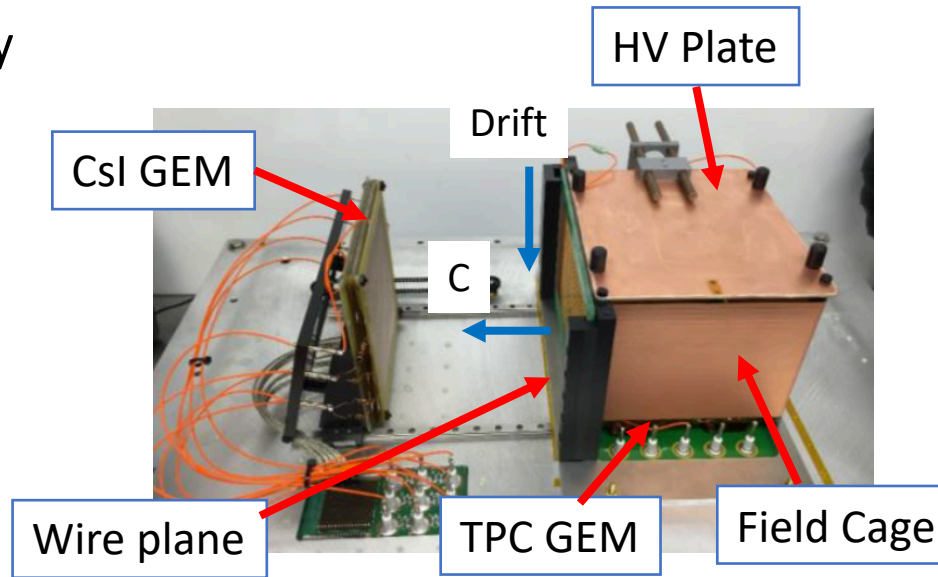 y
HV Plate
Drift
CsI GEM
C
Wire plane
TPC GEM
Field Cage